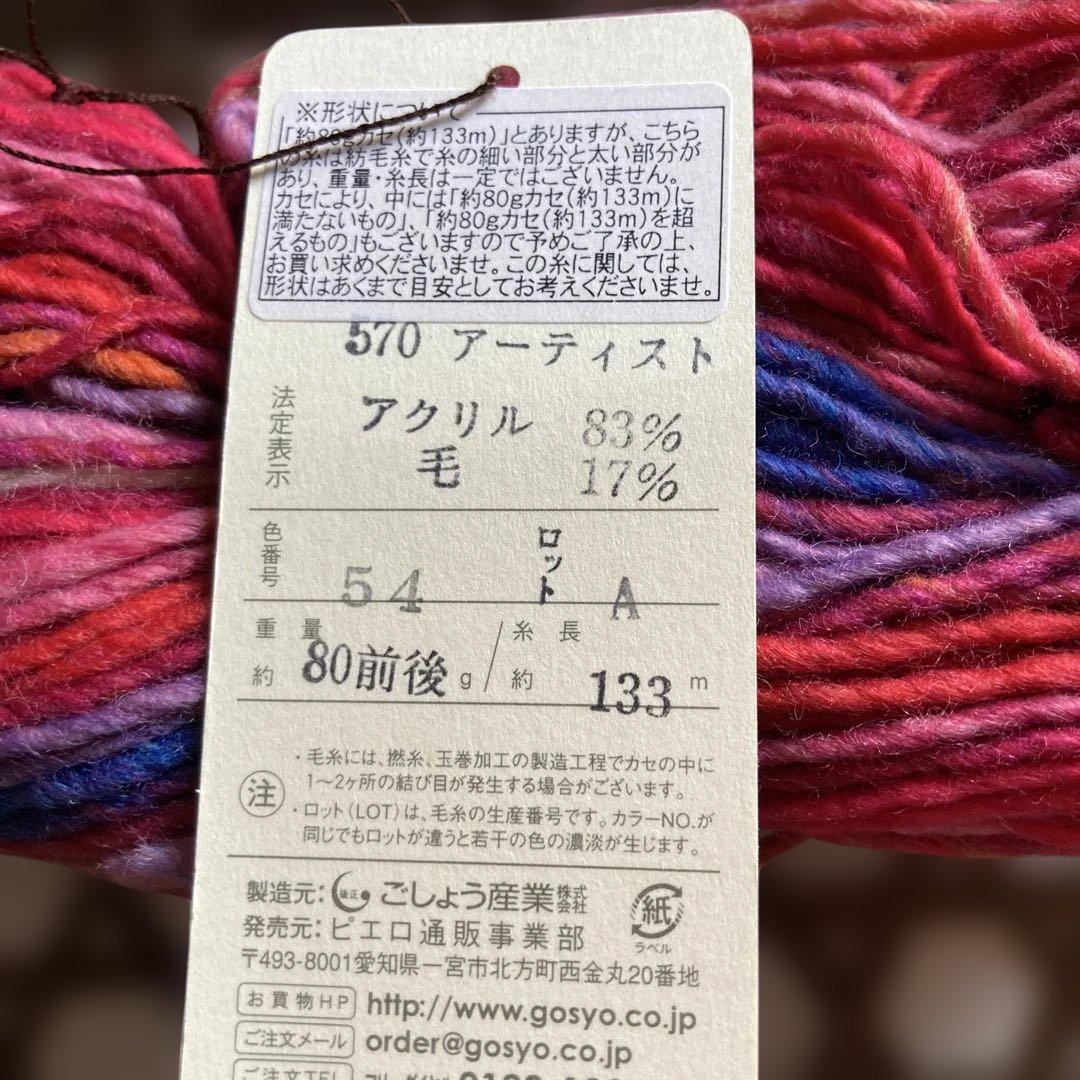 ※形状について
「約80gカセ(約133m)」とありますが、こちら
の糸は紡毛糸で糸の細い部分と太い部分が
あり、重量・糸長は一定ではございません。
カセにより、中には「約80gカセ(約133m)に
満たないもの」、「約80gカセ(約133m)を超
えるもの」もございますので予めご了承の上、
お買い求めくださいませ。この糸に関しては、
形状はあくまで目安としてお考えくださいませ。
570 アーティスト
法定表示
アクリル 83%
毛 17%
色番号 54 ロット A
重量 約 80前後 g / 糸長 約 133 m
注
・毛糸には、撚糸、玉巻加工の製造工程でカセの中に
1～2ヶ所の結び目が発生する場合がございます。
・ロット(LOT)は、毛糸の生産番号です。カラーNO.が
同じでもロットが違うと若干の色の濃淡が生じます。
製造元: 後正 ごしょう産業株式会社
紙
ラベル
発売元: ピエロ通販事業部
〒493-8001愛知県一宮市北方町西金丸20番地
お買物HP http://www.gosyo.co.jp
ご注文メール order@gosyo.co.jp
ご注文TEL